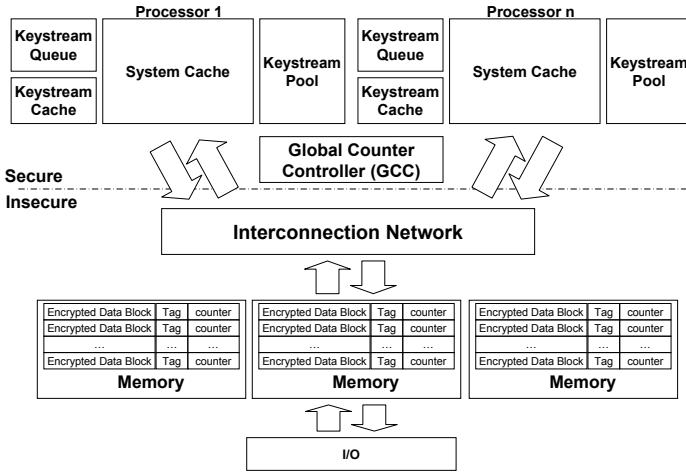 Processor 1
Processor n
Keystream
Queue
Keystream
Cache
System Cache
Keystream
Pool
Keystream
Queue
Keystream
Cache
System Cache
Keystream
Pool
Global Counter
Controller (GCC)
Secure
Insecure
Interconnection Network
Encrypted Data Block Tag counter
Encrypted Data Block Tag counter
... ... ...
Encrypted Data Block Tag counter
Memory
Encrypted Data Block Tag counter
Encrypted Data Block Tag counter
... ... ...
Encrypted Data Block Tag counter
Memory
Encrypted Data Block Tag counter
Encrypted Data Block Tag counter
... ... ...
Encrypted Data Block Tag counter
Memory
I/O